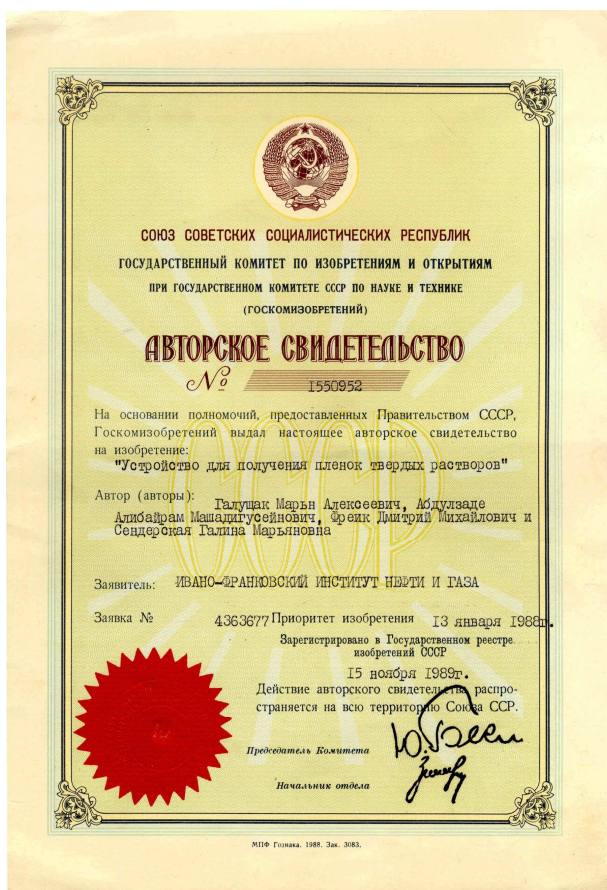 СОЮЗ СОВЕТСКИХ СОЦИАЛИСТИЧЕСКИХ РЕСПУБЛИК
ГОСУДАРСТВЕННЫЙ КОМИТЕТ ПО ИЗОБРЕТЕНИЯМ И ОТКРЫТИЯМ
ПРИ ГОСУДАРСТВЕННОМ КОМИТЕТЕ СССР ПО НАУКЕ И ТЕХНИКЕ
(ГОСКОМИЗОБРЕТЕНИЙ)
АВТОРСКОЕ СВИДЕТЕЛЬСТВО
№ 1550952
На основании полномочий, предоставленных Правительством СССР,
Госкомизобретений выдал настоящее авторское свидетельство
на изобретение:
"Устройство для получения пленок твердых растворов"
Автор (авторы):
Галущак Марьн Алексеевич, Абдулзаде
Алибайрам Машадигусейнович, Фреик Дмитрий Михайлович и
Сендерская Галина Марьяновна
СССР
Заявитель: ИВАНО-ФРАНКОВСКИЙ ИНСТИТУТ НЕФТИ И ГАЗА
Заявка № 4363677 Приоритет изобретения 13 января 1988г.
Зарегистрировано в Государственном реестре
изобретений СССР
15 ноября 1989г.
Действие авторского свидетельства распро-
страняется на всю территорию Союза ССР.
Председатель Комитета
Начальник отдела
МПФ Гознака. 1988. Зак. 3083.